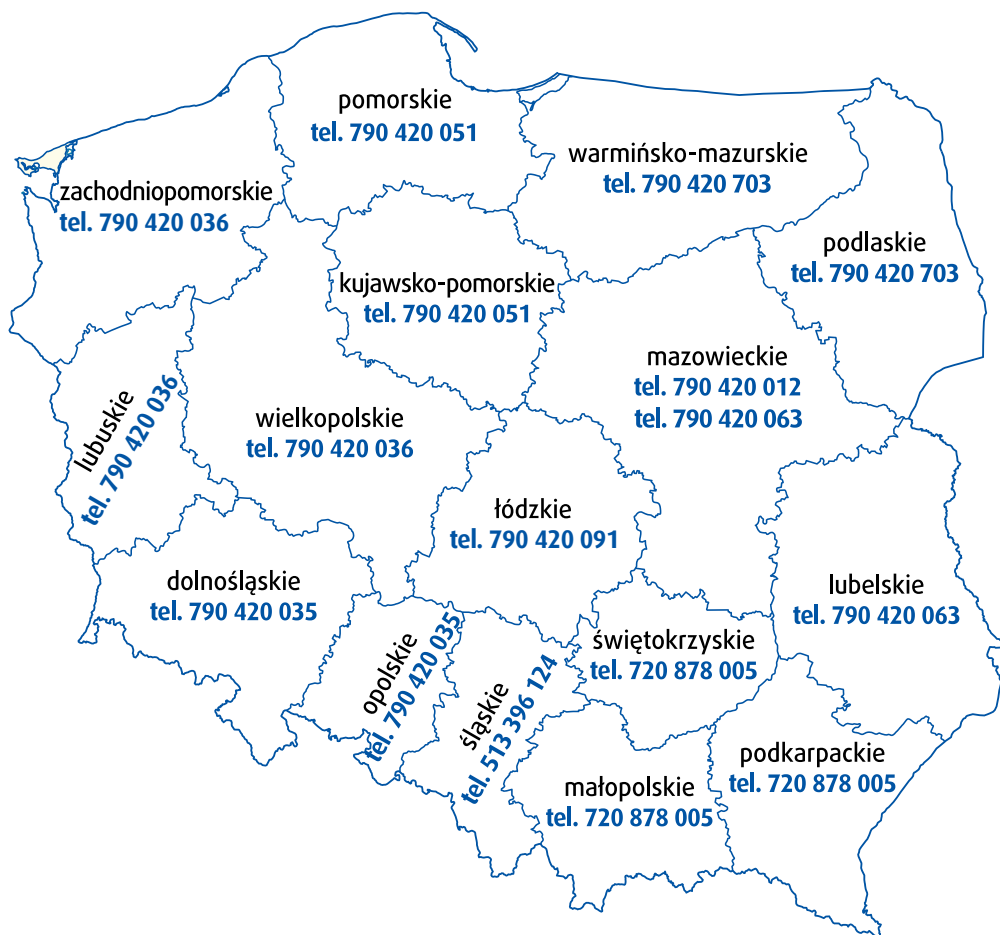 pomorskie
tel. 790 420 051
warmińsko-mazurskie
tel. 790 420 703
zachodniopomorskie
tel. 790 420 036
podlaskie
tel. 790 420 703
kujawsko-pomorskie
tel. 790 420 051
mazowieckie
tel. 790 420 012
tel. 790 420 063
lubuskie
tel. 790 420 036
wielkopolskie
tel. 790 420 036
łódzkie
tel. 790 420 091
dolnośląskie
tel. 790 420 035
lubelskie
tel. 790 420 063
opolskie
tel. 790 420 035
śląskie
tel. 513 396 124
świętokrzyskie
tel. 720 878 005
małopolskie
tel. 720 878 005
podkarpackie
tel. 720 878 005